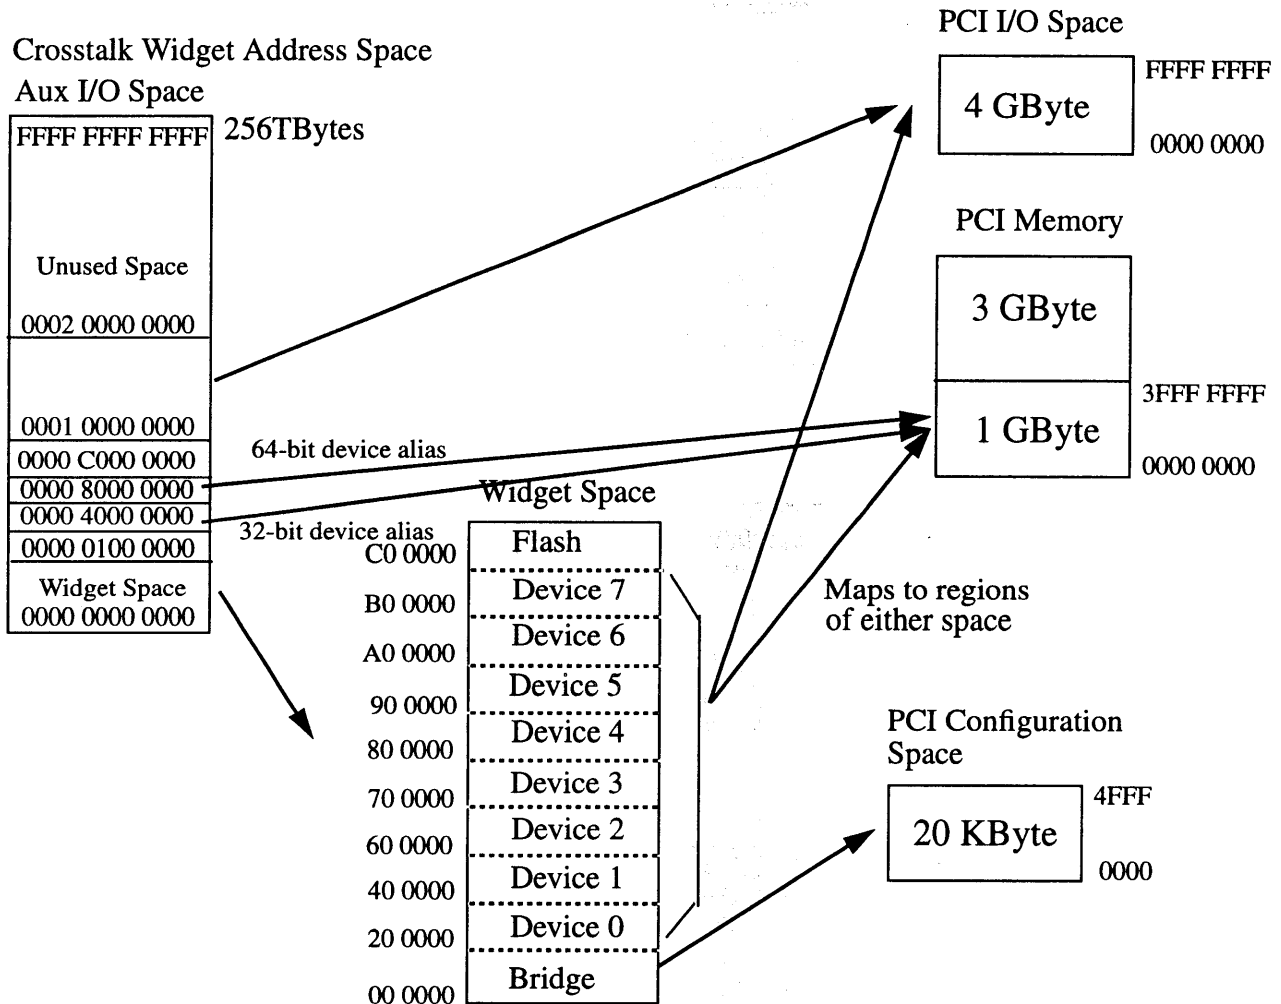 Crosstalk Widget Address Space
Aux I/O Space
FFFF FFFF FFFF
256TBytes
Unused Space
0002 0000 0000
0001 0000 0000
0000 C000 0000
0000 8000 0000
0000 4000 0000
0000 0100 0000
Widget Space
0000 0000 0000
64-bit device alias
32-bit device alias
Widget Space
C0 0000
Flash
B0 0000
Device 7
A0 0000
Device 6
90 0000
Device 5
80 0000
Device 4
70 0000
Device 3
60 0000
Device 2
40 0000
Device 1
20 0000
Device 0
00 0000
Bridge
PCI I/O Space
FFFF FFFF
4 GByte
0000 0000
PCI Memory
3 GByte
3FFF FFFF
1 GByte
0000 0000
Maps to regions
of either space
PCI Configuration
Space
4FFF
20 KByte
0000